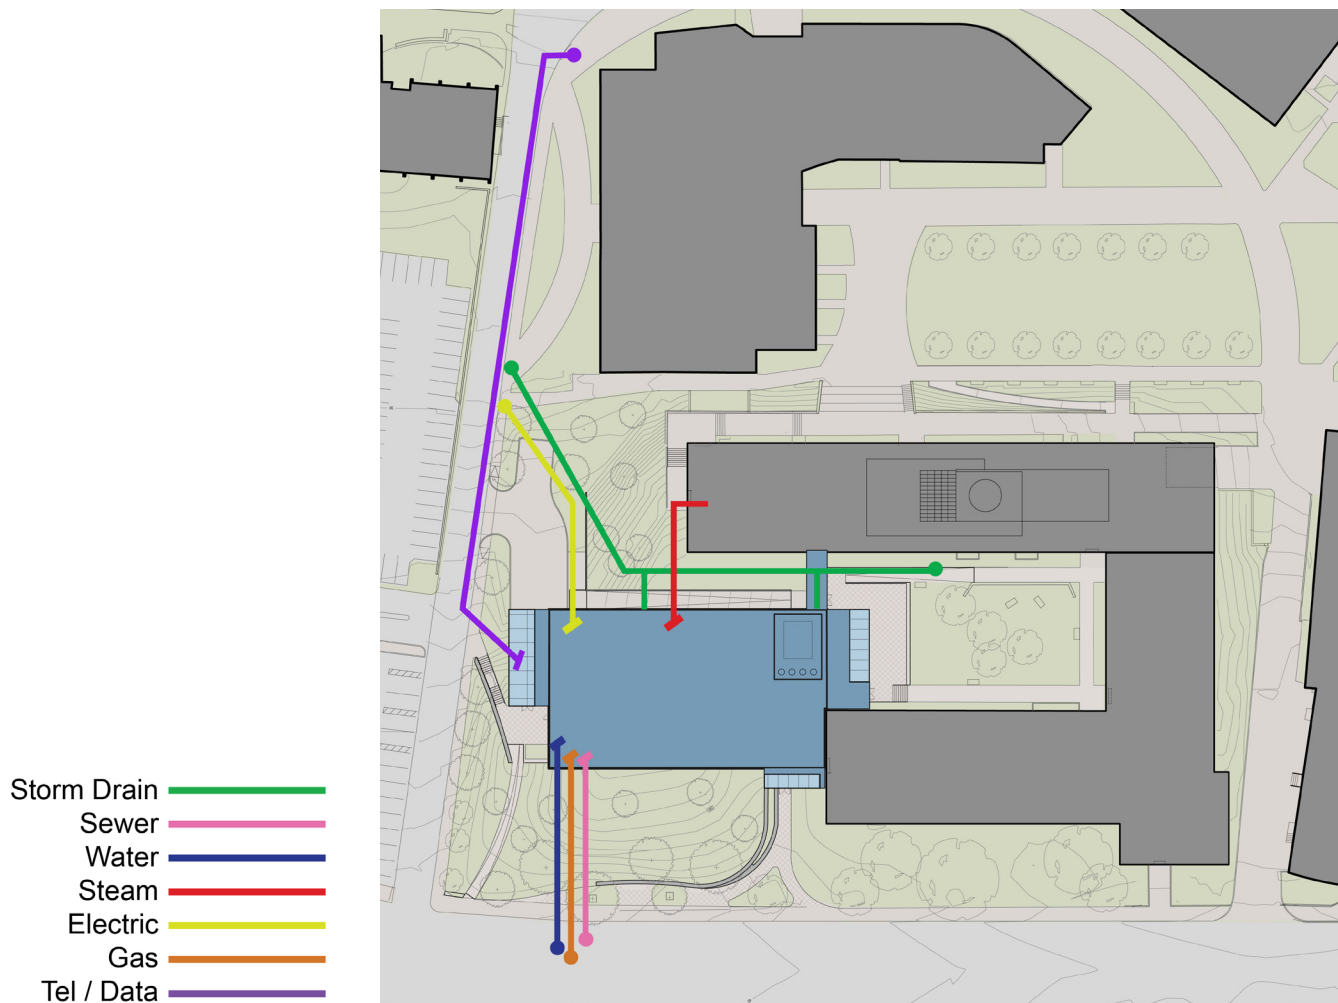 Storm Drain
Sewer
Water
Steam
Electric
Gas
Tel / Data